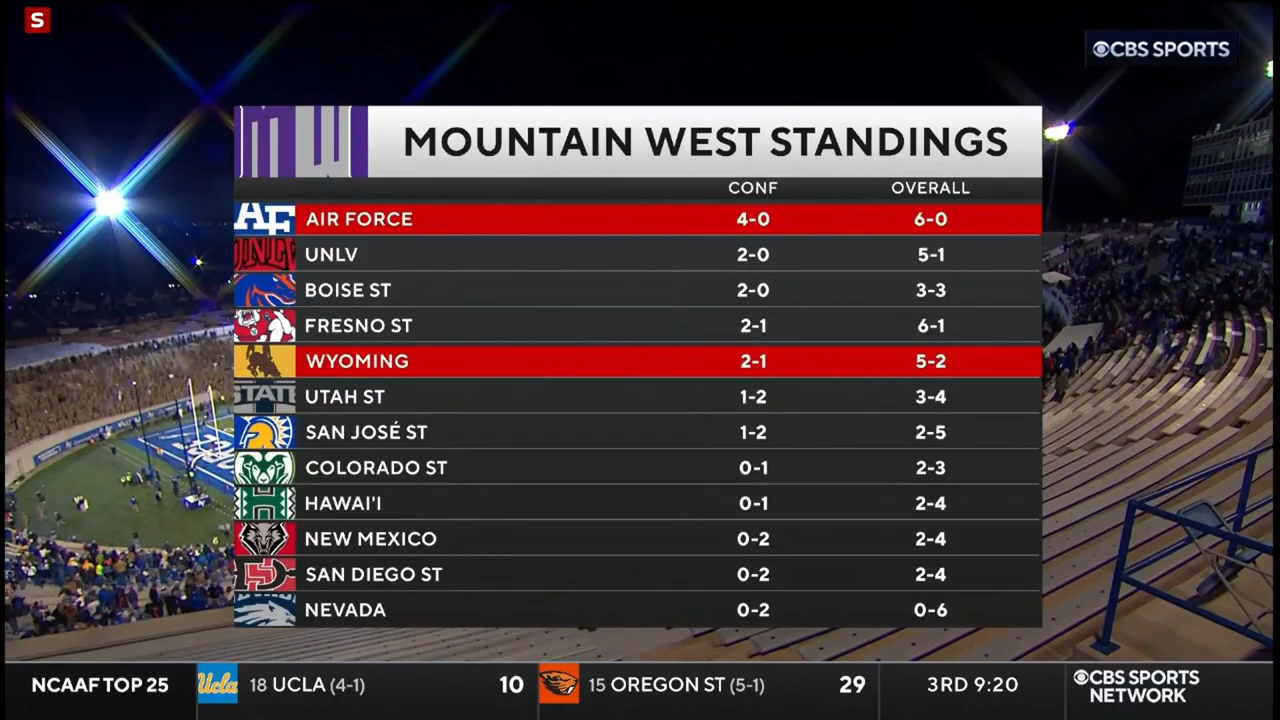 S
CBS SPORTS
MW
MOUNTAIN WEST STANDINGS
CONF OVERALL
AF AIR FORCE 4-0 6-0
UNLV UNLV 2-0 5-1
BOISE ST 2-0 3-3
FRESNO ST 2-1 6-1
WYOMING 2-1 5-2
STATE UTAH ST 1-2 3-4
SAN JOSÉ ST 1-2 2-5
COLORADO ST 0-1 2-3
H HAWAI'I 0-1 2-4
NEW MEXICO 0-2 2-4
SD SAN DIEGO ST 0-2 2-4
NEVADA 0-2 0-6
NCAAF TOP 25 Ucla 18 UCLA (4-1) 10 15 OREGON ST (5-1) 29 3RD 9:20 CBS SPORTS NETWORK